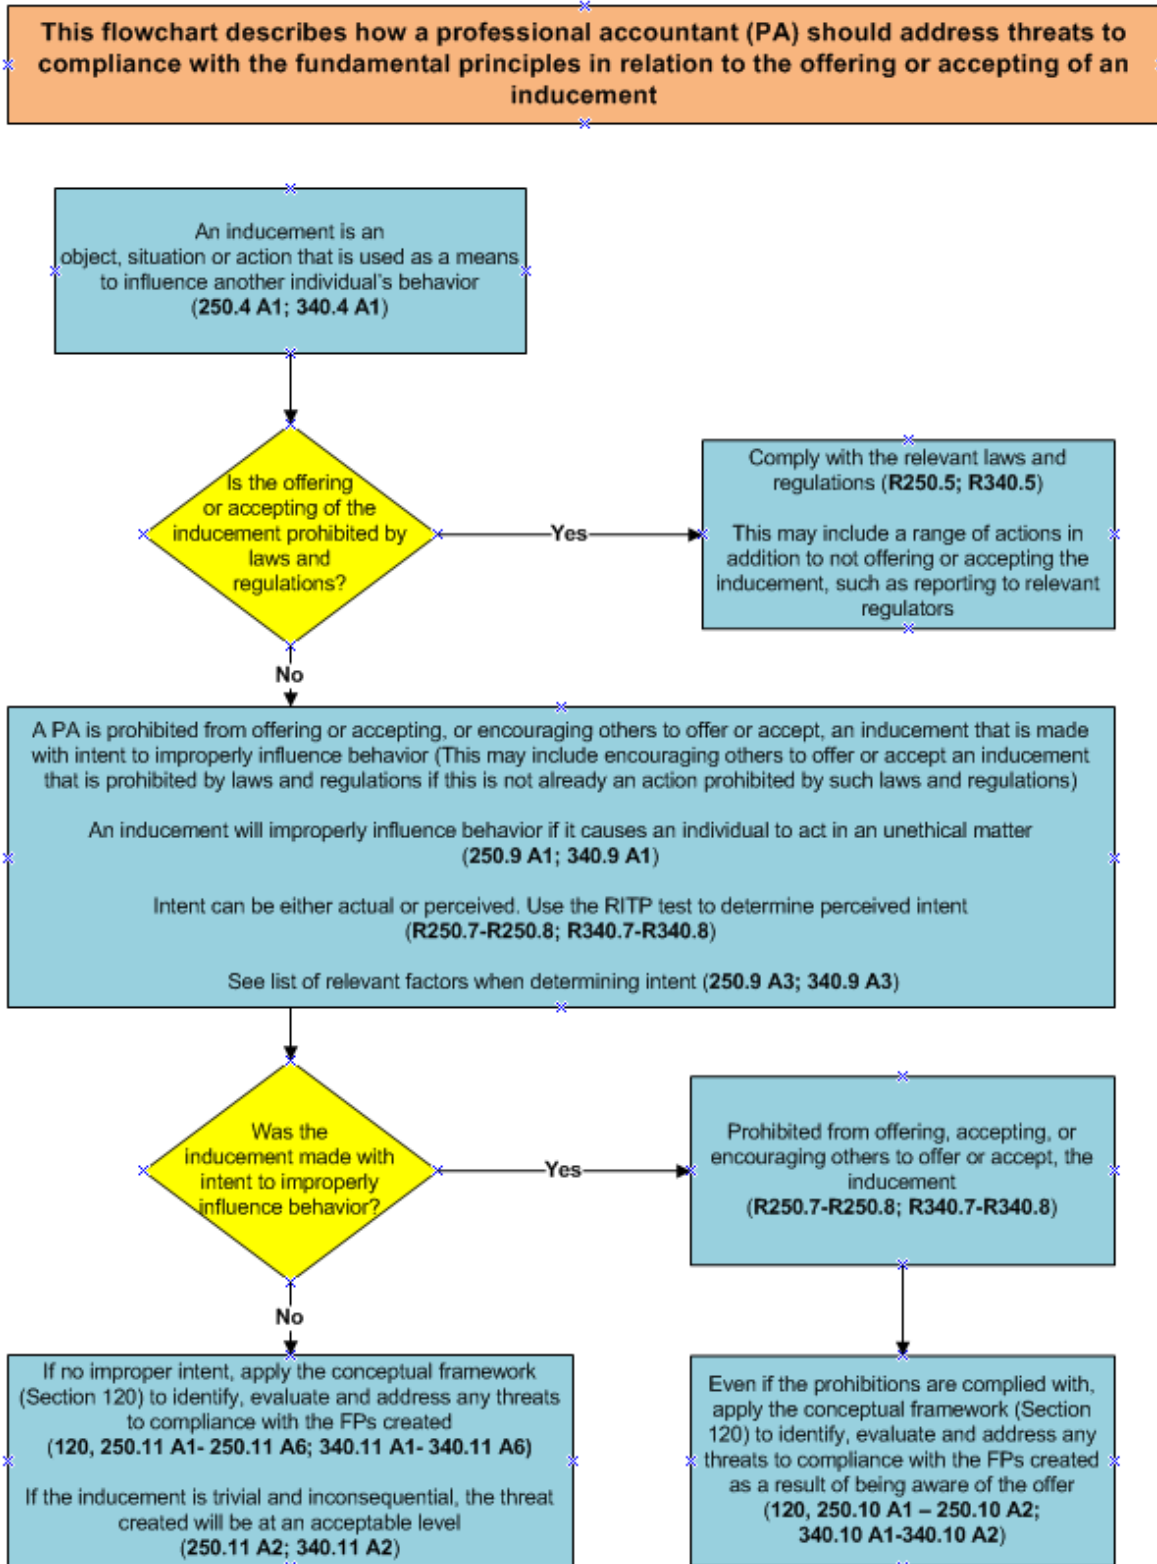 This flowchart describes how a professional accountant (PA) should address threats to
compliance with the fundamental principles in relation to the offering or accepting of an
inducement
An inducement is an
object, situation or action that is used as a means
to influence another individual's behavior
(250.4 A1; 340.4 A1)
Is the offering
or accepting of the
inducement prohibited by
laws and
regulations?
Yes
Comply with the relevant laws and
regulations (R250.5; R340.5)
This may include a range of actions in
addition to not offering or accepting the
inducement, such as reporting to relevant
regulators
No
A PA is prohibited from offering or accepting, or encouraging others to offer or accept, an inducement that is made
with intent to improperly influence behavior (This may include encouraging others to offer or accept an inducement
that is prohibited by laws and regulations if this is not already an action prohibited by such laws and regulations)
An inducement will improperly influence behavior if it causes an individual to act in an unethical matter
(250.9 A1; 340.9 A1)
Intent can be either actual or perceived. Use the RITP test to determine perceived intent
(R250.7-R250.8; R340.7-R340.8)
See list of relevant factors when determining intent (250.9 A3; 340.9 A3)
Was the
inducement made with
intent to improperly
influence behavior?
Yes
Prohibited from offering, accepting, or
encouraging others to offer or accept, the
inducement
(R250.7-R250.8; R340.7-R340.8)
No
If no improper intent, apply the conceptual framework
(Section 120) to identify, evaluate and address any threats
to compliance with the FPs created
(120, 250.11 A1- 250.11 A6; 340.11 A1- 340.11 A6)
If the inducement is trivial and inconsequential, the threat
created will be at an acceptable level
(250.11 A2; 340.11 A2)
Even if the prohibitions are complied with,
apply the conceptual framework (Section
120) to identify, evaluate and address any
threats to compliance with the FPs created
as a result of being aware of the offer
(120, 250.10 A1 – 250.10 A2;
340.10 A1-340.10 A2)